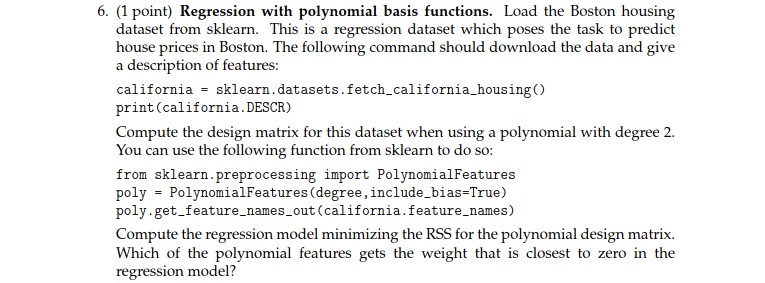 6. (1 point) Regression with polynomial basis functions. Load the Boston housing
dataset from sklearn. This is a regression dataset which poses the task to predict
house prices in Boston. The following command should download the data and give
a description of features:
california = sklearn.datasets.fetch_california_housing()
print(california.DESCR)
Compute the design matrix for this dataset when using a polynomial with degree 2.
You can use the following function from sklearn to do so:
from sklearn.preprocessing import PolynomialFeatures
poly = PolynomialFeatures(degree,include_bias=True)
poly.get_feature_names_out(california.feature_names)
Compute the regression model minimizing the RSS for the polynomial design matrix.
Which of the polynomial features gets the weight that is closest to zero in the
regression model?